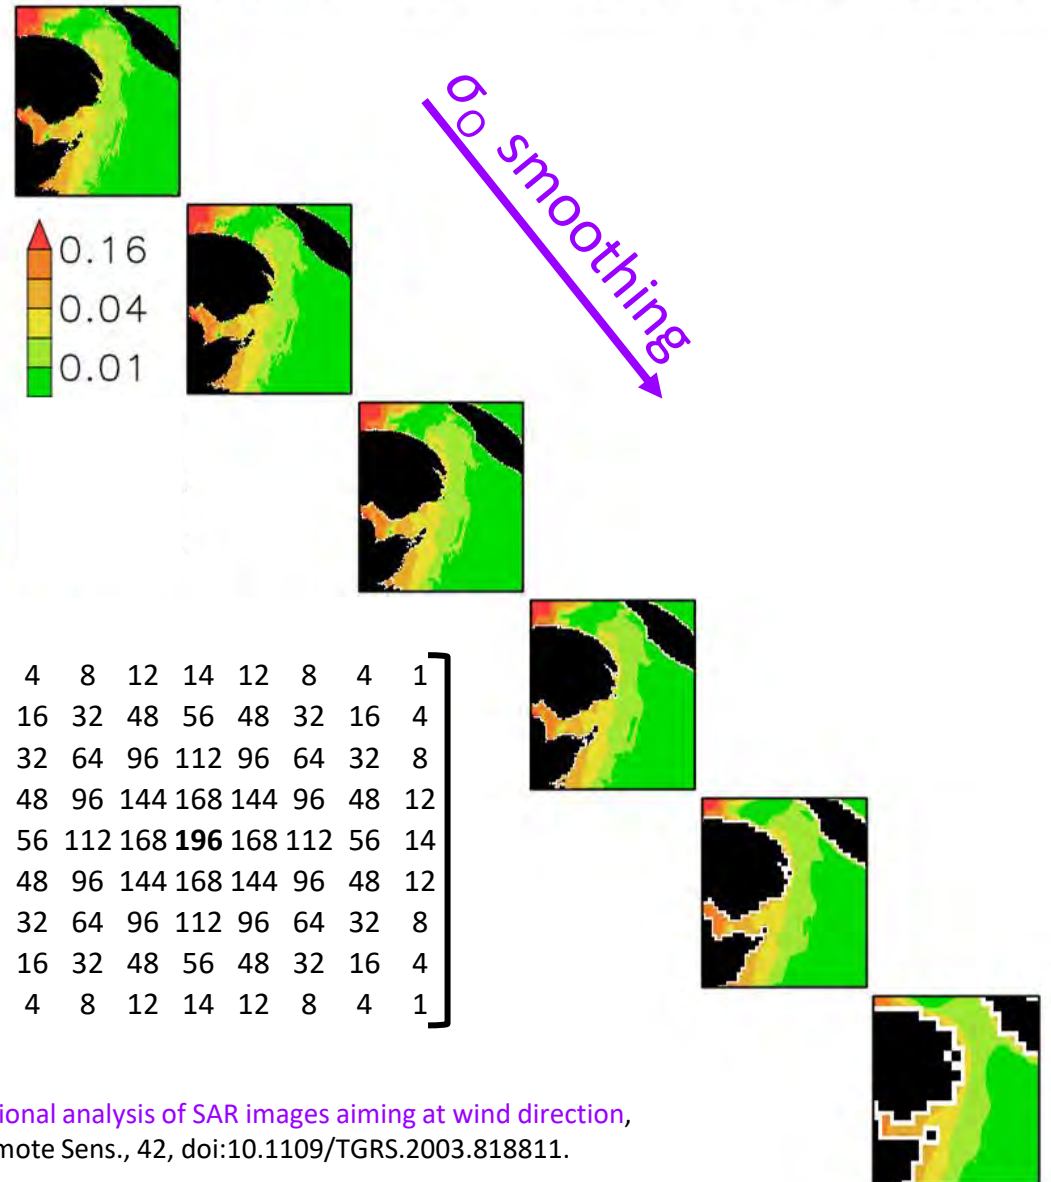 σO smoothing
0.16
0.04
0.01
4 8 12 14 12 8 4 1
16 32 48 56 48 32 16 4
32 64 96 112 96 64 32 8
48 96 144 168 144 96 48 12
56 112 168 196 168 112 56 14
48 96 144 168 144 96 48 12
32 64 96 112 96 64 32 8
16 32 48 56 48 32 16 4
4 8 12 14 12 8 4 1
ional analysis of SAR images aiming at wind direction,
mote Sens., 42, doi:10.1109/TGRS.2003.818811.